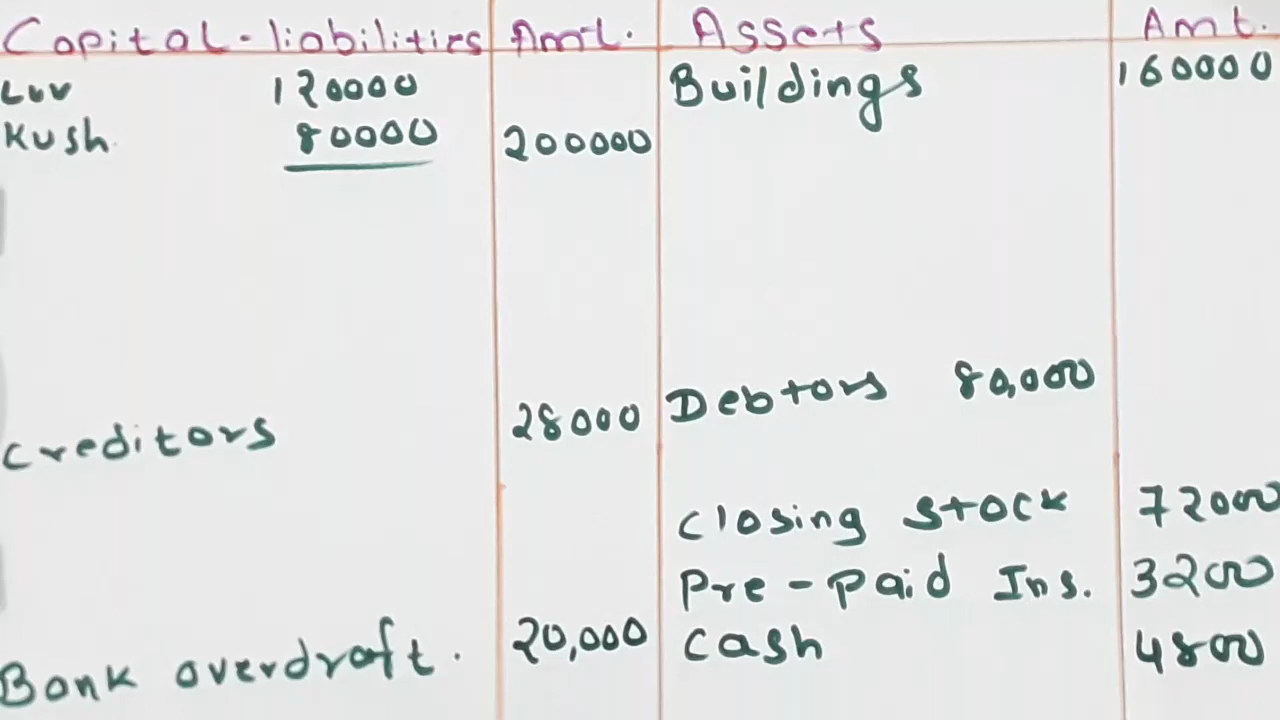 Capital-liabilities Amt. Assets Amt.
Luv 120000 Buildings 160000
Kush. 80000 200000
Creditors 28000 Debtors 80,000
Closing Stock 72000
Pre-paid Ins. 3200
Bank overdraft. 20,000 Cash 4800